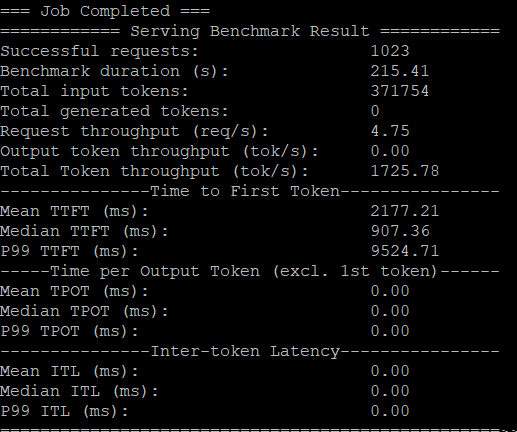 === Job Completed ===
============ Serving Benchmark Result ============
Successful requests:                     1023
Benchmark duration (s):                  215.41
Total input tokens:                      371754
Total generated tokens:                  0
Request throughput (req/s):              4.75
Output token throughput (tok/s):         0.00
Total Token throughput (tok/s):          1725.78
---------------Time to First Token----------------
Mean TTFT (ms):                          2177.21
Median TTFT (ms):                        907.36
P99 TTFT (ms):                           9524.71
-----Time per Output Token (excl. 1st token)------
Mean TPOT (ms):                          0.00
Median TPOT (ms):                        0.00
P99 TPOT (ms):                           0.00
---------------Inter-token Latency----------------
Mean ITL (ms):                           0.00
Median ITL (ms):                         0.00
P99 ITL (ms):                            0.00
==================================================